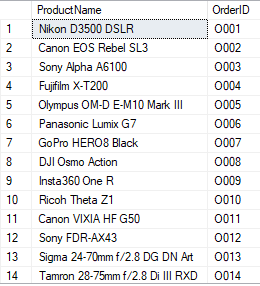 ProductName OrderID
1 Nikon D3500 DSLR O001
2 Canon EOS Rebel SL3 O002
3 Sony Alpha A6100 O003
4 Fujifilm X-T200 O004
5 Olympus OM-D E-M10 Mark III O005
6 Panasonic Lumix G7 O006
7 GoPro HERO8 Black O007
8 DJI Osmo Action O008
9 Insta360 One R O009
10 Ricoh Theta Z1 O010
11 Canon VIXIA HF G50 O011
12 Sony FDR-AX43 O012
13 Sigma 24-70mm f/2.8 DG DN Art O013
14 Tamron 28-75mm f/2.8 Di III RXD O014